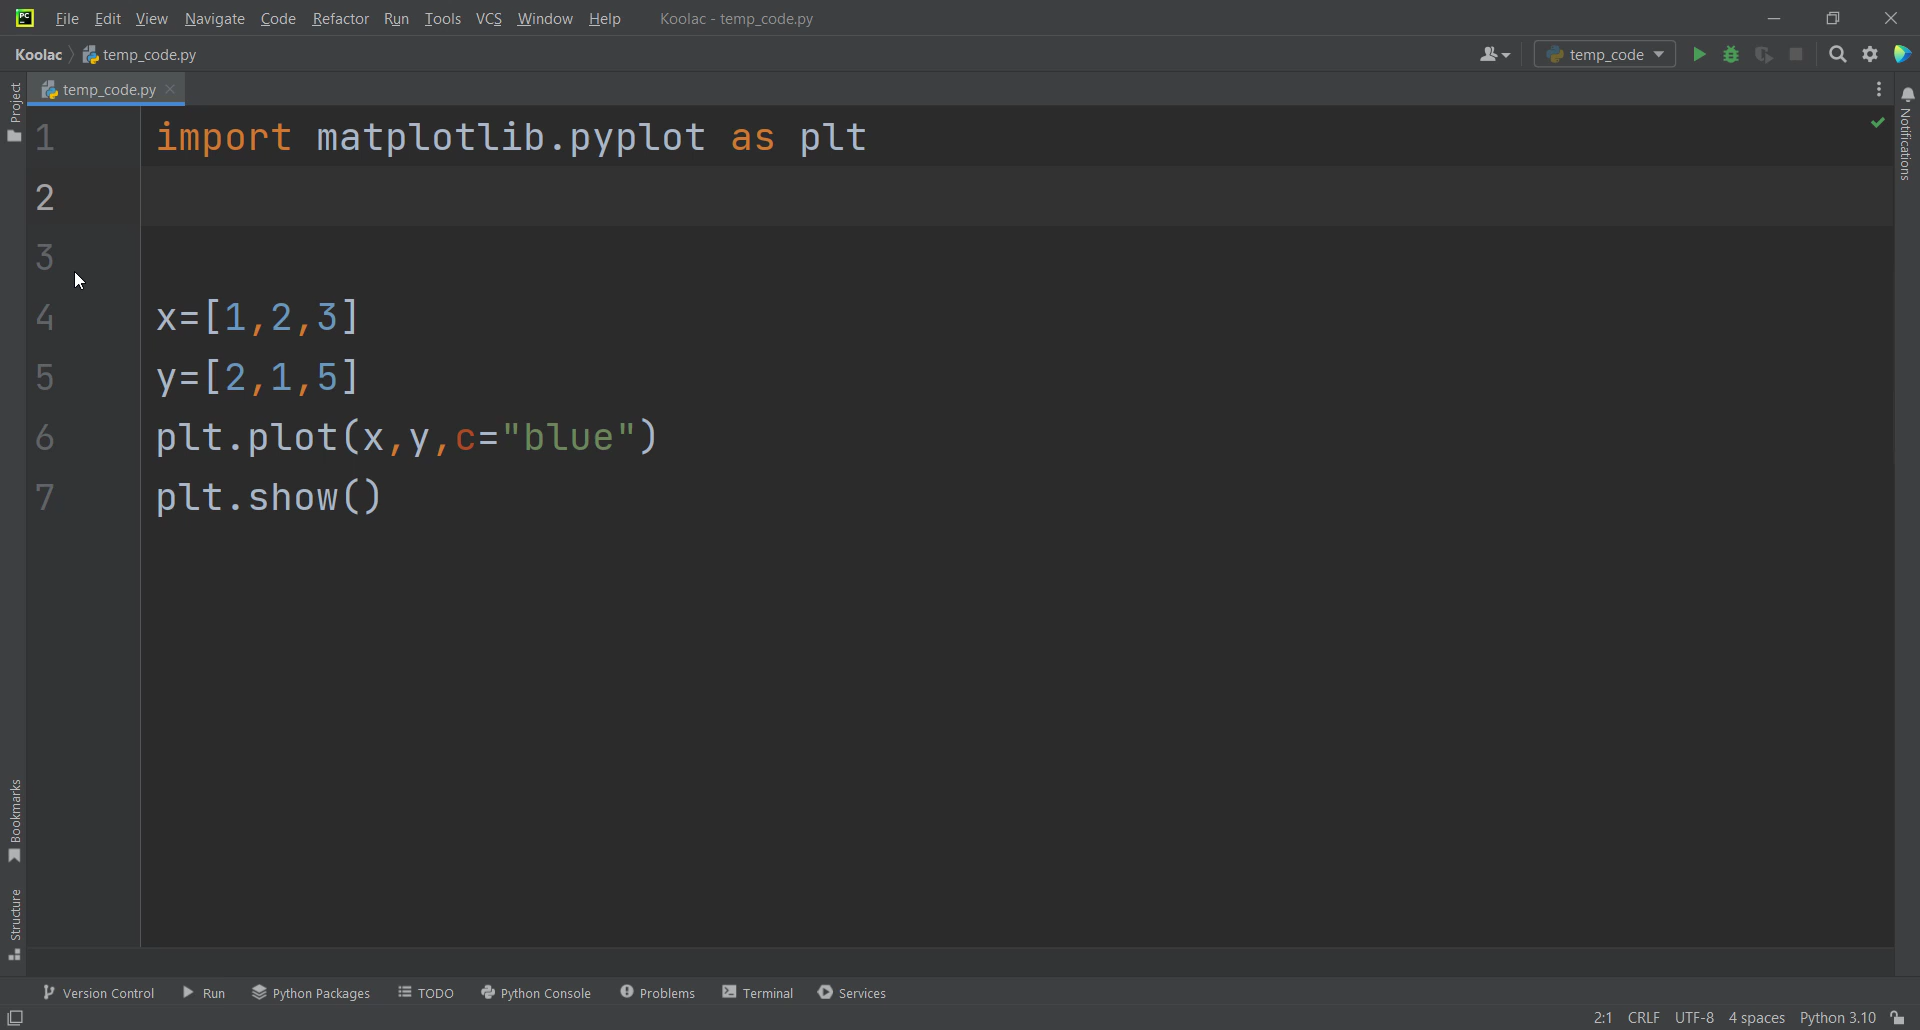 PC
File Edit View Navigate Code Refactor Run Tools VCS Window Help Koolac - temp_code.py
Koolac temp_code.py temp_code
temp_code.py
Project
Notifications
1 import matplotlib.pyplot as plt
2
3
4 x=[1,2,3]
5 y=[2,1,5]
6 plt.plot(x,y,c="blue")
7 plt.show()
Bookmarks
Structure
Version Control Run Python Packages TODO Python Console Problems Terminal Services
2:1 CRLF UTF-8 4 spaces Python 3.10